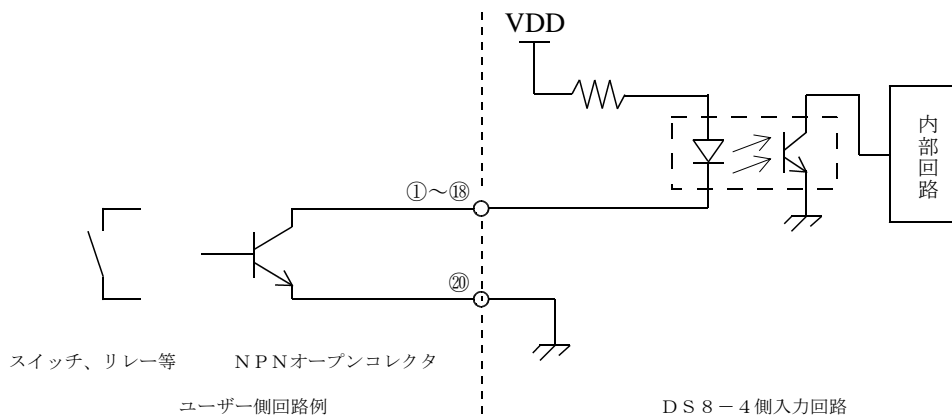 VDD
内部回路
①～⑱
⑳
スイッチ、リレー等
ＮＰＮオープンコレクタ
ユーザー側回路例
ＤＳ８－４側入力回路